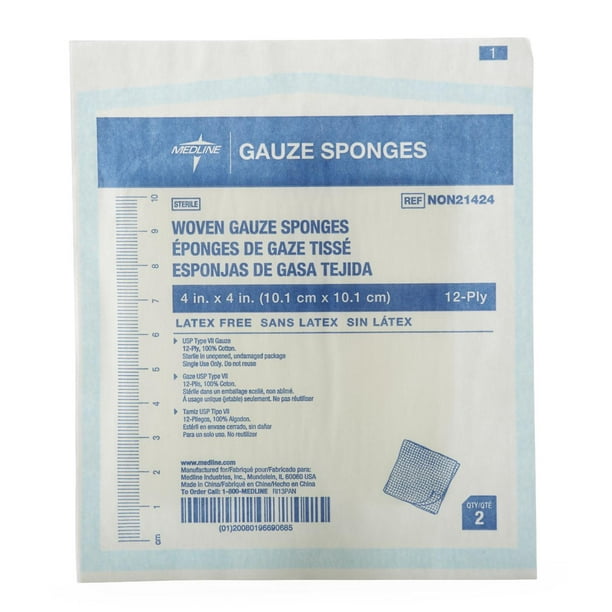 1
MEDLINE
GAUZE SPONGES
STERILE
REF NON21424
WOVEN GAUZE SPONGES
ÉPONGES DE GAZE TISSÉ
ESPONJAS DE GASA TEJIDA
4 in. x 4 in. (10.1 cm x 10.1 cm) 12-Ply
LATEX FREE SANS LATEX SIN LÁTEX
USP Type VII Gauze
12-Ply, 100% Cotton.
Sterile in unopened, undamaged package
Single Use Only. Do not reuse
Gaze USP Type VII
12-Plis, 100% Coton.
Stérile dans un emballage scellé, non abîmé.
À usage unique (jetable) seulement. Ne pas réutiliser
Tamiz USP Tipo VII
12-Pliegos, 100% Algodon.
Estéril en envase cerrado, sin dañar
Para un solo uso. No reutilizar
www.medline.com
Manufactured for/Fabriqué pour/Fabricado para:
Medline Industries, Inc., Mundelein, IL 60060 USA
Made in China/Fabriqué en Chine/Hecho en China
To Order Call: 1-800-MEDLINE RI13PAN
(01)20080196690685
QTY/QTÉ
2
10
9
8
7
6
5
4
3
2
1
cm